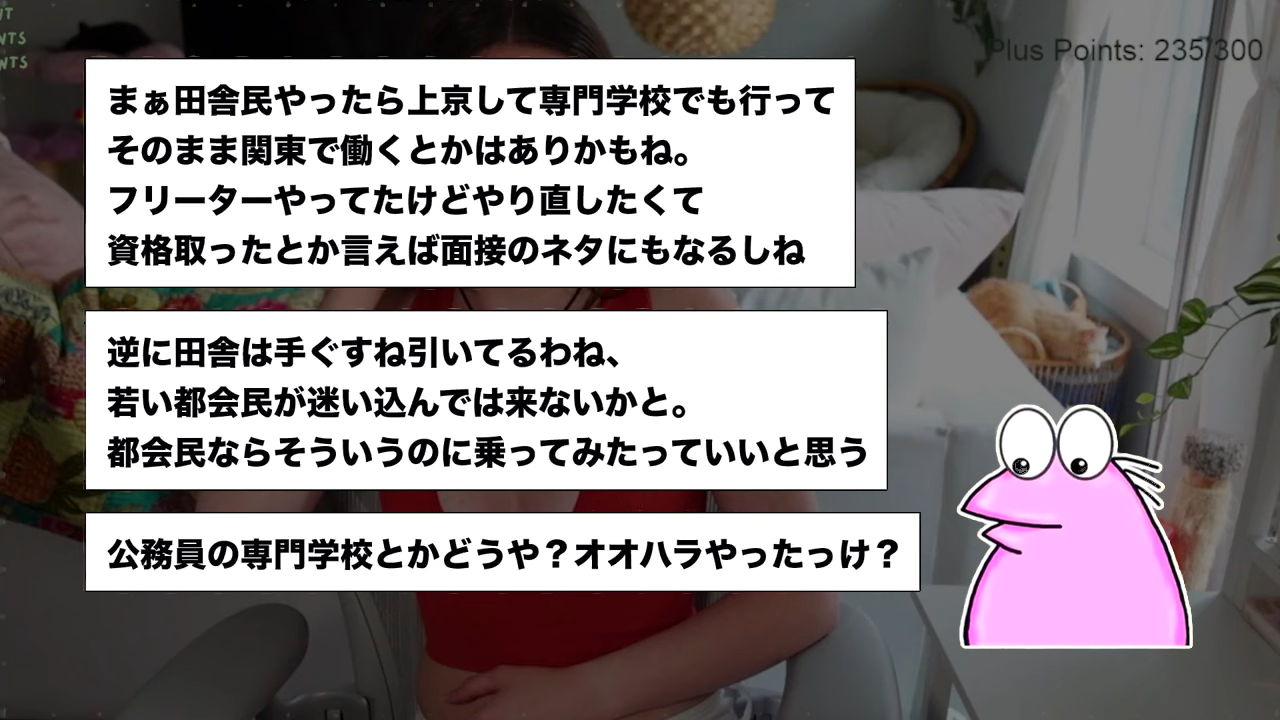 NTS
NTS
Plus Points: 235/300
まぁ田舎民やったら上京して専門学校でも行って
そのまま関東で働くとかはありかもね。
フリーターやってたけどやり直したくて
資格取ったとか言えば面接のネタにもなるしね
逆に田舎は手ぐすね引いてるわね、
若い都会民が迷い込んでは来ないかと。
都会民ならそういうのに乗ってみたっていいと思う
公務員の専門学校とかどうや？オオハラやったっけ？